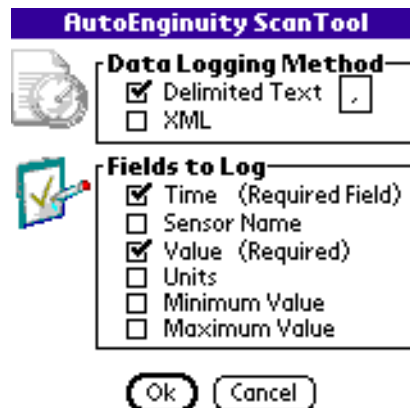 AutoEnginuity ScanTool
Data Logging Method
Delimited Text ,
XML
Fields to Log
Time (Required Field)
Sensor Name
Value (Required)
Units
Minimum Value
Maximum Value
Ok Cancel